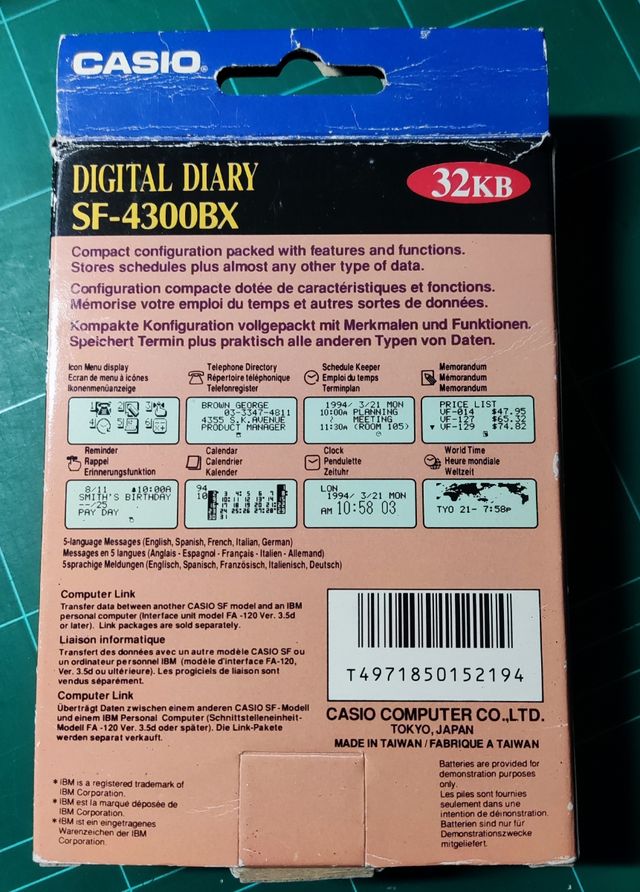 CASIO.
DIGITAL DIARY
SF-4300BX
32KB
Compact configuration packed with features and functions.
Stores schedules plus almost any other type of data.
Configuration compacte dotée de caractéristiques et fonctions.
Mémorise votre emploi du temps et autres sortes de données.
Kompakte Konfiguration vollgepackt mit Merkmalen und Funktionen.
Speichert Termin plus praktisch alle anderen Typen von Daten.
Icon Menu display
Ecran de menu à icônes
Ikonenmenüanzeige
Telephone Directory
Répertoire téléphonique
Telefonregister
BROWN GEORGE
03-3347-4811
4355 S.K.AVENUE
PRODUCT MANAGER
Schedule Keeper
Emploi du temps
Terminplan
1994/ 3/21 MON
10:00A PLANNING
/ MEETING
11:30A (ROOM 105)
Memorandum
Mémorandum
Memorandum
PRICE LIST
VF-014 $47.95
VF-127 $65.32
VF-129 $74.82
Reminder
Rappel
Erinnerungsfunktion
8/11 10:00A
SMITH'S BIRTHDAY
--/25
PAY DAY
Calendar
Calendrier
Kalender
94
10
Clock
Pendulette
Zeituhr
LON
1994/ 3/21 MON
AM 10:58 03
World Time
Heure mondiale
Weltzeit
TYO 21- 7:58P
5-language Messages (English, Spanish, French, Italian, German)
Messages en 5 langues (Anglais - Espagnol - Français - Italien - Allemand)
5sprachige Meldungen (Englisch, Spanisch, Französisch, Italienisch, Deutsch)
Computer Link
Transfer data between another CASIO SF model and an IBM
personal computer (Interface unit model FA -120 Ver. 3.5d
or later). Link packages are sold separately.
Liaison informatique
Transfert des données avec un autre modèle CASIO SF ou
un ordinateur personnel IBM (modèle d'interface FA-120,
Ver. 3.5d ou ultérieure). Les progiciels de liaison sont
vendus séparément.
Computer Link
Überträgt Daten zwischen einem anderen CASIO SF-Modell
und einem IBM Personal Computer (Schnittstelleneinheit-
Modell FA -120 Ver. 3.5d oder später). Die Link-Pakete
werden separat verkauft.
T4971850152194
CASIO COMPUTER CO.,LTD.
TOKYO, JAPAN
MADE IN TAIWAN / FABRIQUE A TAIWAN
* IBM is a registered trademark of
IBM Corporation.
* IBM est la marque déposée de
IBM Corporation.
* IBM ist ein eingetragenes
Warenzeichen der IBM
Corporation.
Batteries are provided for
demonstration purposes
only.
Les piles sont fournies
seulement dans une
intention de démonstration.
Batterien sind nur für
Demonstrationszwecke
mitgeliefert.